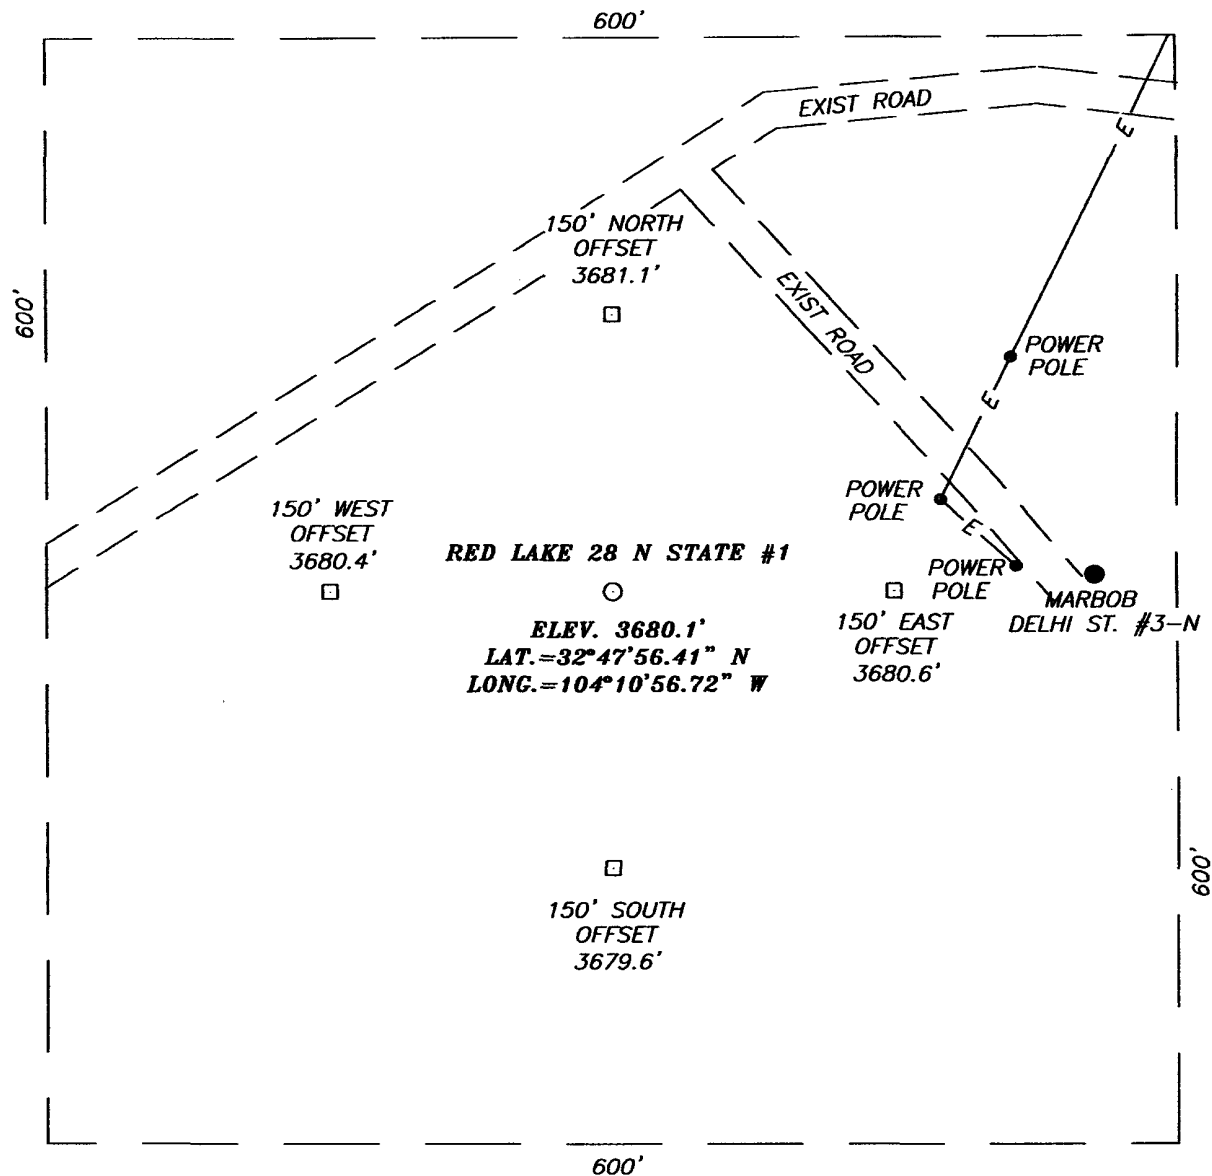 600'
EXIST ROAD
E
150' NORTH
OFFSET
3681.1'
600'
EXIST ROAD
POWER
POLE
E
150' WEST
OFFSET
3680.4'
POWER
POLE
E
RED LAKE 28 N STATE #1
POWER
POLE
MARBOB
DELHI ST. #3-N
ELEV. 3680.1'
LAT.=32°47'56.41" N
LONG.=104°10'56.72" W
150' EAST
OFFSET
3680.6'
600'
150' SOUTH
OFFSET
3679.6'
600'